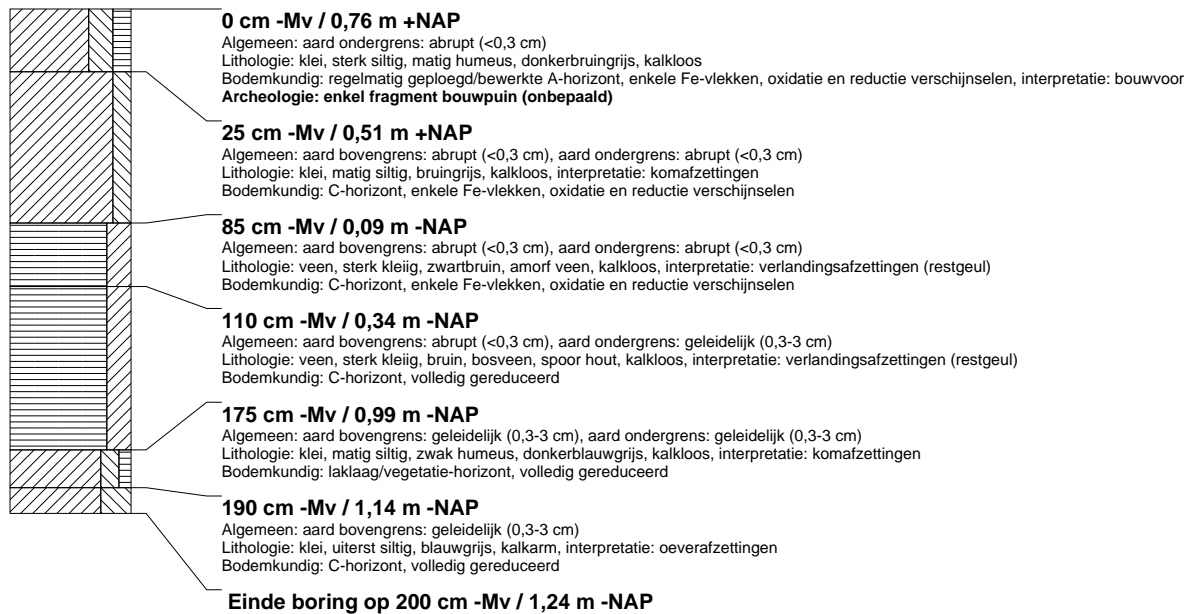 0 cm -Mv / 0,76 m +NAP
Algemeen: aard ondergrens: abrupt (<0,3 cm)
Lithologie: klei, sterk siltig, matig humeus, donkerbruingrijs, kalkloos
Bodemkundig: regelmatig geploegd/bewerkte A-horizont, enkele Fe-vlekken, oxidatie en reductie verschijnselen, interpretatie: bouwvoor
Archeologie: enkel fragment bouwpuin (onbepaald)
25 cm -Mv / 0,51 m +NAP
Algemeen: aard bovengrens: abrupt (<0,3 cm), aard ondergrens: abrupt (<0,3 cm)
Lithologie: klei, matig siltig, bruingrijs, kalkloos, interpretatie: komafzettingen
Bodemkundig: C-horizont, enkele Fe-vlekken, oxidatie en reductie verschijnselen
85 cm -Mv / 0,09 m -NAP
Algemeen: aard bovengrens: abrupt (<0,3 cm), aard ondergrens: abrupt (<0,3 cm)
Lithologie: veen, sterk kleiig, zwartbruin, amorf veen, kalkloos, interpretatie: verlandingsafzettingen (restgeul)
Bodemkundig: C-horizont, enkele Fe-vlekken, oxidatie en reductie verschijnselen
110 cm -Mv / 0,34 m -NAP
Algemeen: aard bovengrens: abrupt (<0,3 cm), aard ondergrens: geleidelijk (0,3-3 cm)
Lithologie: veen, sterk kleiig, bruin, bosveen, spoor hout, kalkloos, interpretatie: verlandingsafzettingen (restgeul)
Bodemkundig: C-horizont, volledig gereduceerd
175 cm -Mv / 0,99 m -NAP
Algemeen: aard bovengrens: geleidelijk (0,3-3 cm), aard ondergrens: geleidelijk (0,3-3 cm)
Lithologie: klei, matig siltig, zwak humeus, donkerblauwgrijs, kalkloos, interpretatie: komafzettingen
Bodemkundig: laklaag/vegetatie-horizont, volledig gereduceerd
190 cm -Mv / 1,14 m -NAP
Algemeen: aard bovengrens: geleidelijk (0,3-3 cm)
Lithologie: klei, uiterst siltig, blauwgrijs, kalkarm, interpretatie: oeverafzettingen
Bodemkundig: C-horizont, volledig gereduceerd
Einde boring op 200 cm -Mv / 1,24 m -NAP